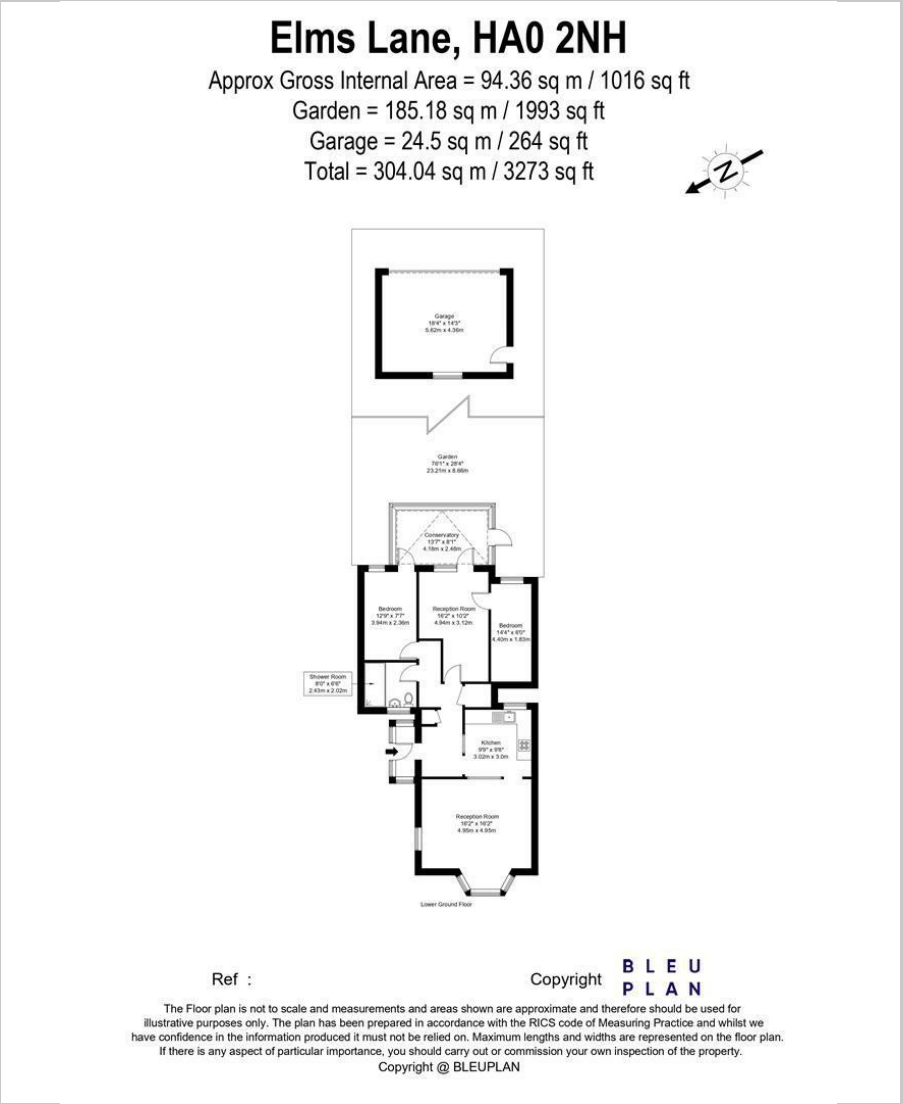 Elms Lane, HA0 2NH
Approx Gross Internal Area = 94.36 sq m / 1016 sq ft
Garden = 185.18 sq m / 1993 sq ft
Garage = 24.5 sq m / 264 sq ft
Total = 304.04 sq m / 3273 sq ft
N
Garage
18'4" x 14'3"
5.62m x 4.36m
Garden
76'1" x 28'4"
23.21m x 8.66m
Conservatory
13'7" x 8'1"
4.18m x 2.48m
Bedroom
12'9" x 7'7"
3.94m x 2.36m
Reception Room
16'2" x 10'2"
4.94m x 3.12m
Bedroom
14'4" x 6'0"
4.40m x 1.83m
Shower Room
8'0" x 6'6"
2.43m x 2.02m
Kitchen
9'9" x 9'8"
3.02m x 3.0m
Reception Room
16'2" x 16'2"
4.95m x 4.93m
Lower Ground Floor
Ref :
Copyright
BLEU
PLAN
The Floor plan is not to scale and measurements and areas shown are approximate and therefore should be used for
illustrative purposes only. The plan has been prepared in accordance with the RICS code of Measuring Practice and whilst we
have confidence in the information produced it must not be relied on. Maximum lengths and widths are represented on the floor plan.
If there is any aspect of particular importance, you should carry out or commission your own inspection of the property.
Copyright @ BLEUPLAN